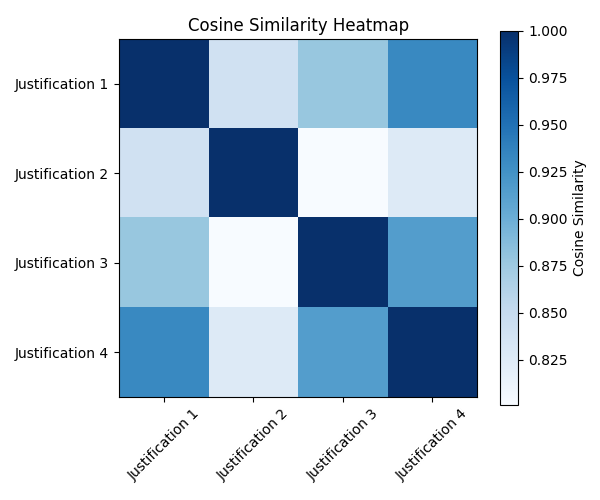 Cosine Similarity Heatmap
Justification 1
Justification 2
Justification 3
Justification 4
Justification 1
Justification 2
Justification 3
Justification 4
1.000
0.975
0.950
0.925
0.900
0.875
0.850
0.825
Cosine Similarity